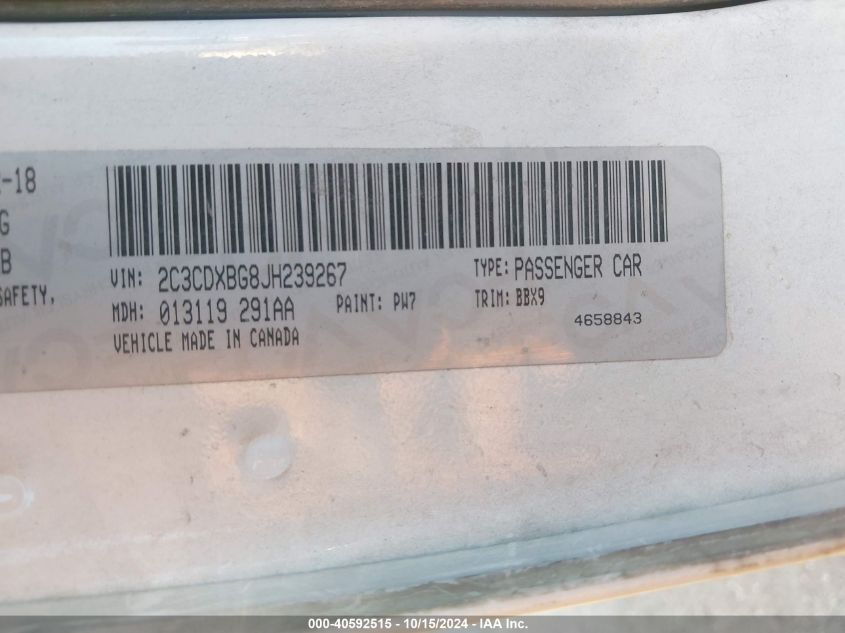 -18
G
B
SAFETY,
VIN: 2C3CDXBG8JH239267
TYPE: PASSENGER CAR
MDH: 013119 291AA
PAINT: PW7
TRIM: BBX9
VEHICLE MADE IN CANADA
4658843
000-40592515 - 10/15/2024 - IAA Inc.